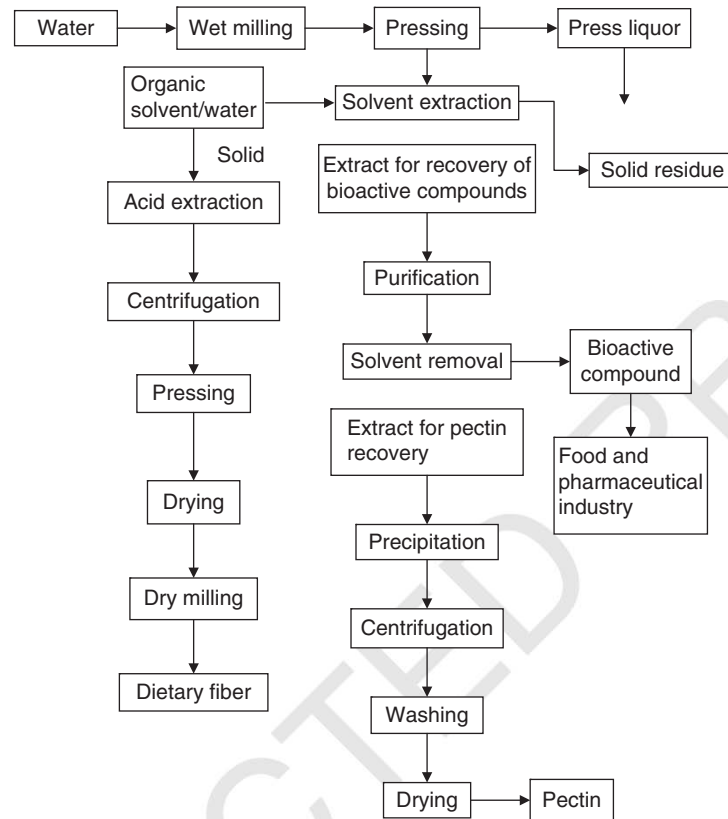 Water
Wet milling
Pressing
Press liquor
Organic
solvent/water
Solvent extraction
Solid
Solid residue
Acid extraction
Extract for recovery of
bioactive compounds
Centrifugation
Purification
Pressing
Solvent removal
Bioactive
compound
Extract for pectin
recovery
Food and
pharmaceutical
industry
Drying
Precipitation
Dry milling
Centrifugation
Dietary fiber
Washing
Drying
Pectin
CTED PR